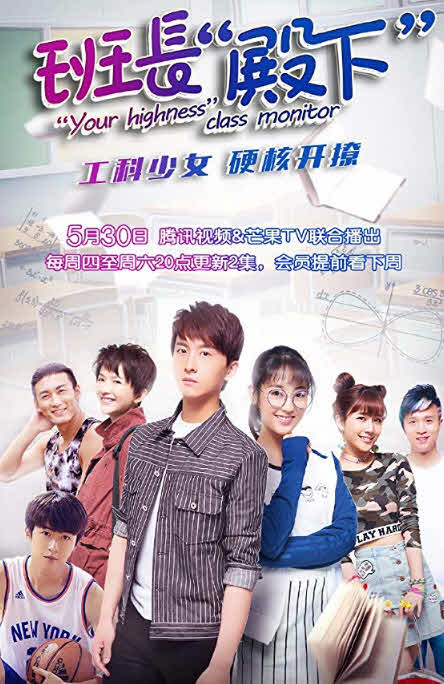 班長“殿下”
“Your highness” class monitor
工科少女 硬核开撩
5月30日 腾讯视频&芒果TV联合播出
每周四至周六20点更新2集，会员提前看下周
PLAY HARD
NEW YORK